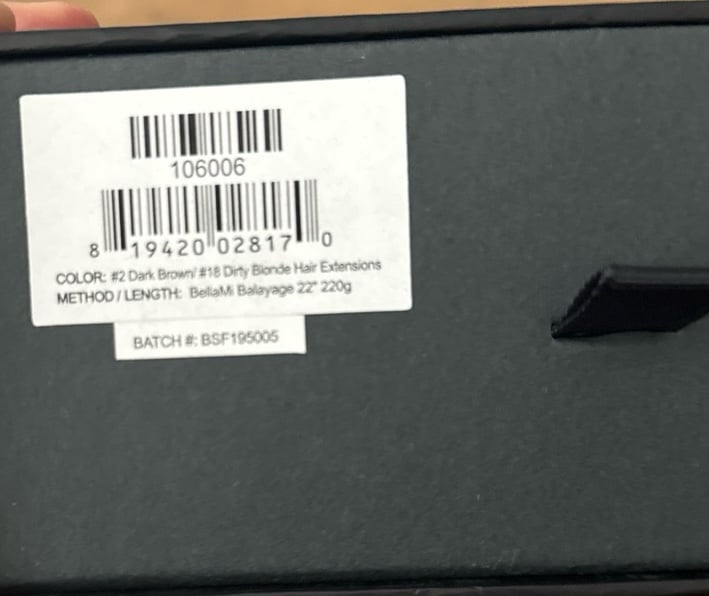 106006
8 19420 02817 0
COLOR: #2 Dark Brown/ #18 Dirty Blonde Hair Extensions
METHOD / LENGTH: BellaMi Balayage 22" 220g
BATCH #: BSF195005